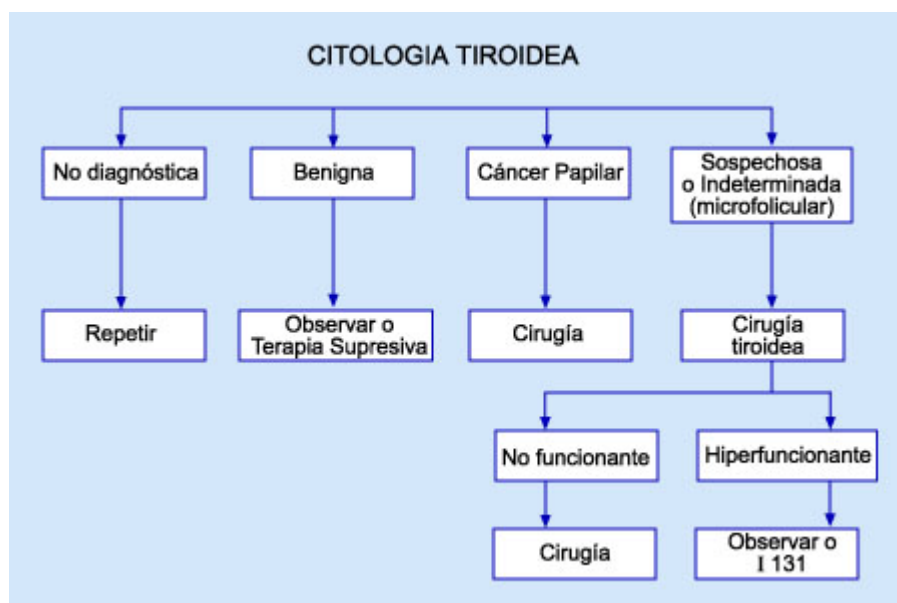 CITOLOGIA TIROIDEA
No diagnóstica
Benigna
Cáncer Papilar
Sospechosa
o Indeterminada
(microfolicular)
Repetir
Observar o
Terapia Supresiva
Cirugía
Cirugía
tiroidea
No funcionante
Hiperfuncionante
Cirugía
Observar o
I 131